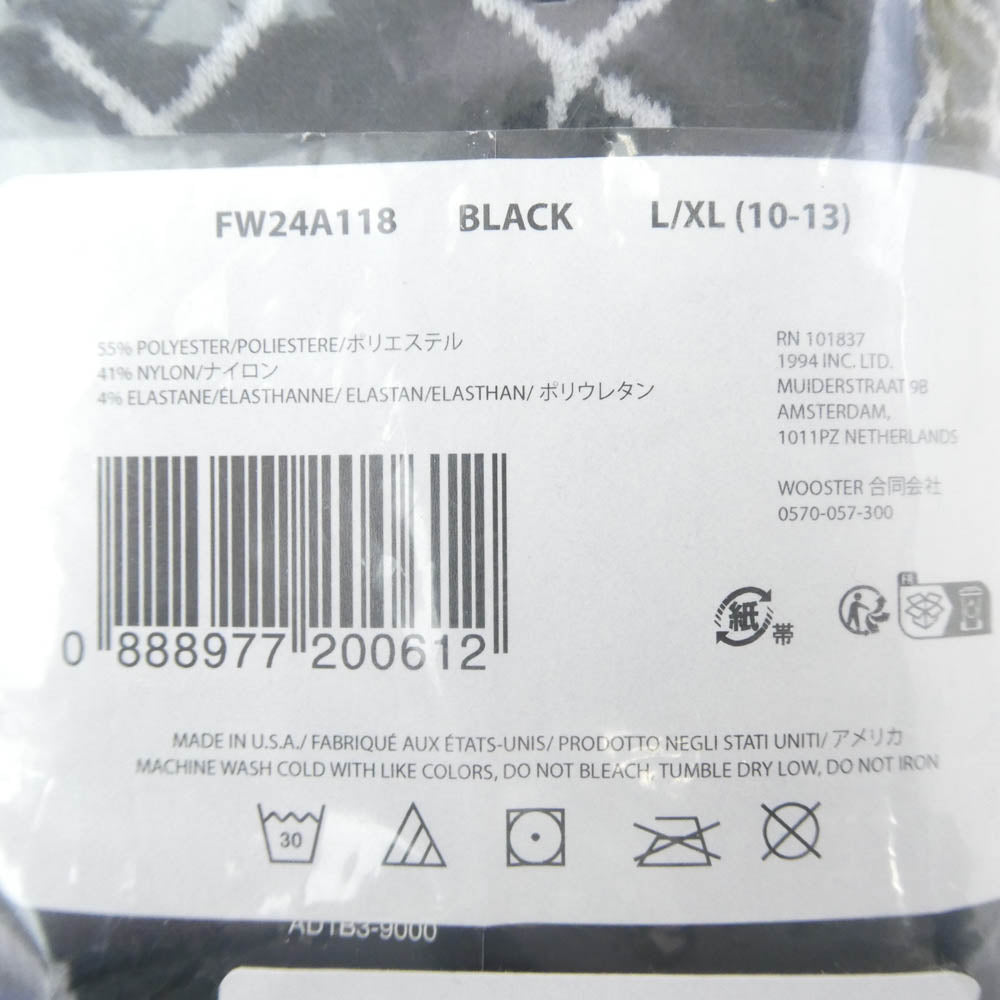 FW24A118 BLACK L/XL (10-13)
55% POLYESTER/POLIESTERE/ポリエステル
41% NYLON/ナイロン
4% ELASTANE/ÉLASTHANNE/ ELASTAN/ELASTHAN/ ポリウレタン
RN 101837
1994 INC. LTD.
MUIDERSTRAAT 9B
AMSTERDAM,
1011PZ NETHERLANDS
WOOSTER 合同会社
0570-057-300
0 888977 200612
紙
帯
FR
MADE IN U.S.A./ FABRIQUÉ AUX ÉTATS-UNIS/ PRODOTTO NEGLI STATI UNITI/ アメリカ
MACHINE WASH COLD WITH LIKE COLORS, DO NOT BLEACH, TUMBLE DRY LOW, DO NOT IRON
30
ADTB3-9000